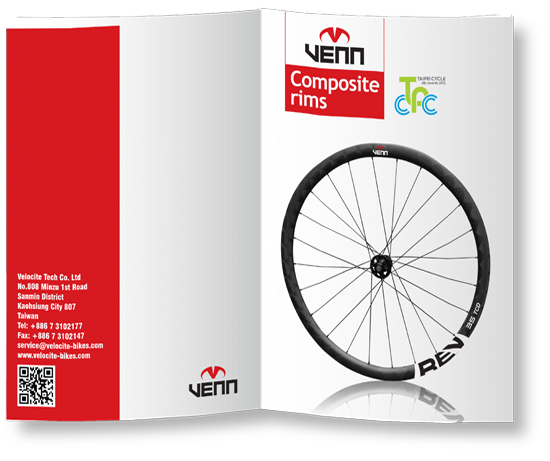 Velocite Tech Co. Ltd
No.808 Minzu 1st Road
Sanmin District
Kaohsiung City 807
Taiwan
Tel: +886 7 3102177
Fax: +886 7 3102147
service@velocite-bikes.com
www.velocite-bikes.com
VENN
VENN
Composite
rims
TAIPEI CYCLE
VENN
REV
35 TCD